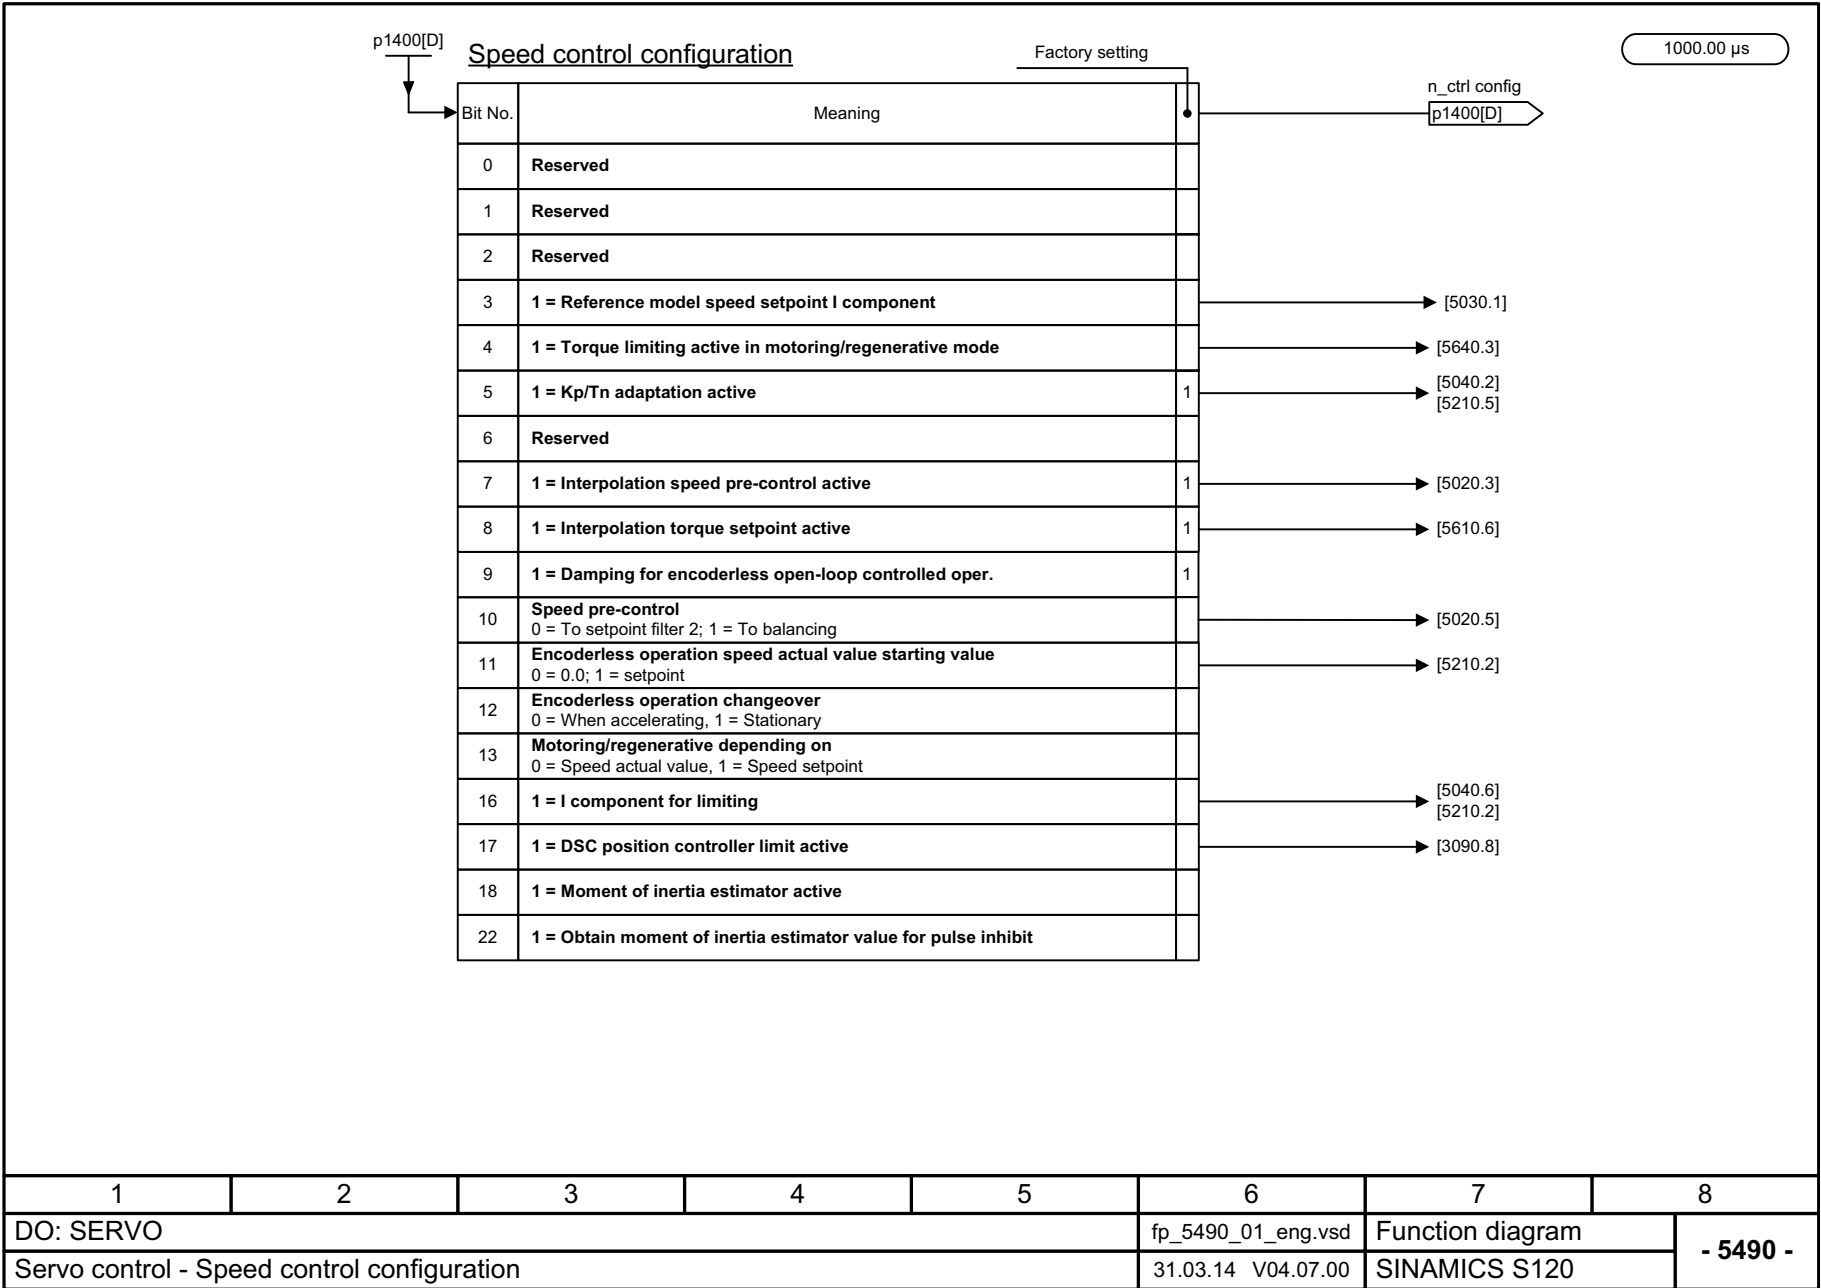 p1400[D]
Speed control configuration
Factory setting
1000.00 µs
n_ctrl config
p1400[D]
Bit No. Meaning
0 Reserved
1 Reserved
2 Reserved
3 1 = Reference model speed setpoint I component [5030.1]
4 1 = Torque limiting active in motoring/regenerative mode [5640.3]
5 1 = Kp/Tn adaptation active 1 [5040.2]
[5210.5]
6 Reserved
7 1 = Interpolation speed pre-control active 1 [5020.3]
8 1 = Interpolation torque setpoint active 1 [5610.6]
9 1 = Damping for encoderless open-loop controlled oper. 1
10 Speed pre-control
0 = To setpoint filter 2; 1 = To balancing [5020.5]
11 Encoderless operation speed actual value starting value
0 = 0.0; 1 = setpoint [5210.2]
12 Encoderless operation changeover
0 = When accelerating, 1 = Stationary
13 Motoring/regenerative depending on
0 = Speed actual value, 1 = Speed setpoint
16 1 = I component for limiting [5040.6]
[5210.2]
17 1 = DSC position controller limit active [3090.8]
18 1 = Moment of inertia estimator active
22 1 = Obtain moment of inertia estimator value for pulse inhibit
1 2 3 4 5 6 7 8
DO: SERVO fp_5490_01_eng.vsd Function diagram
- 5490 -
Servo control - Speed control configuration 31.03.14 V04.07.00 SINAMICS S120